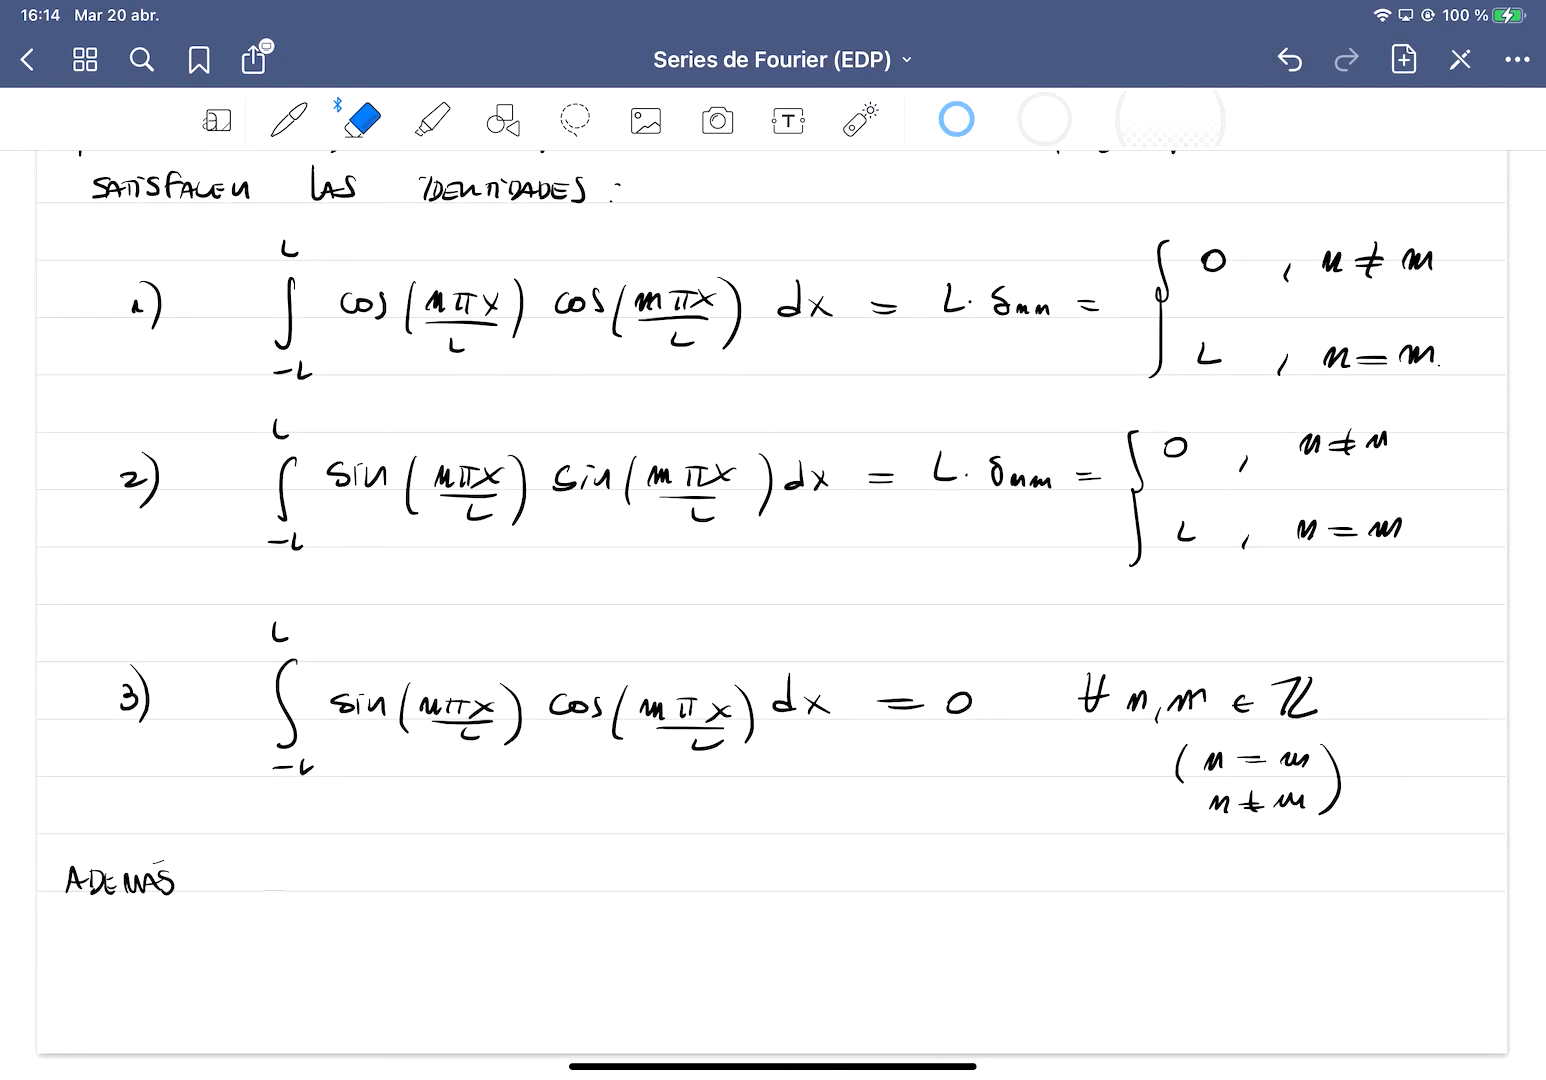 16:14 Mar 20 abr. 100 %
Series de Fourier (EDP)
SATISFACEN LAS IDENTIDADES :
1) ∫_{-L}^{L} cos(nπx/L) cos(mπx/L) dx = L·δmn = { 0 , n ≠ m
L , n = m.
2) ∫_{-L}^{L} sin(nπx/L) sin(mπx/L) dx = L·δnm = { 0 , n ≠ m
L , n = m
3) ∫_{-L}^{L} sin(nπx/L) cos(mπx/L) dx = 0 ∀ n,m ∈ ℤ
(n = m
n ≠ m)
ADEMÁS